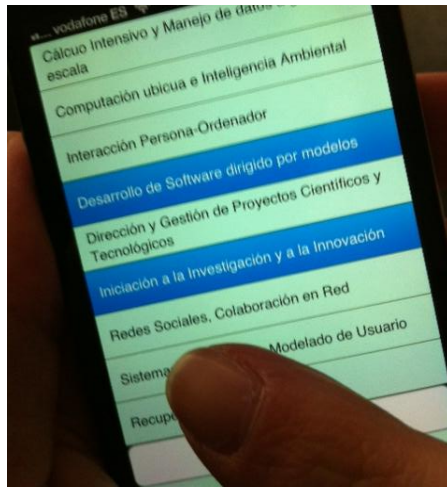 vodafone ES
Cálcuo Intensivo y Manejo de datos
escala
Computación ubicua e Inteligencia Ambiental
Interacción Persona-Ordenador
Desarrollo de Software dirigido por modelos
Dirección y Gestión de Proyectos Científicos y
Tecnológicos
Iniciación a la Investigación y a la Innovación
Redes Sociales, Colaboración en Red
Sistema Modelado de Usuario